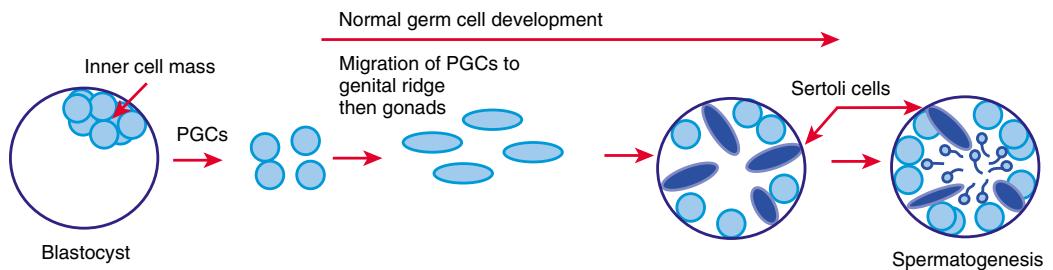 Normal germ cell development
Inner cell mass
Migration of PGCs to
genital ridge
then gonads
Sertoli cells
PGCs
Blastocyst
Spermatogenesis